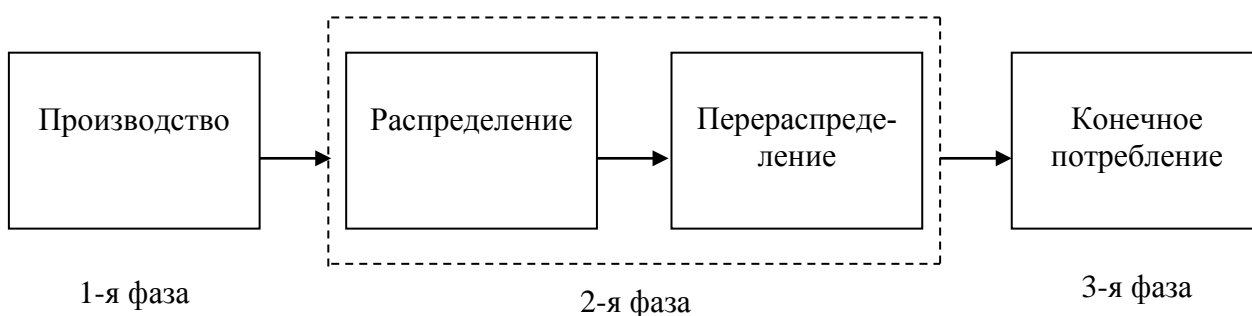 Производство
Распределение
Перераспреде-
ление
Конечное
потребление
1-я фаза
2-я фаза
3-я фаза